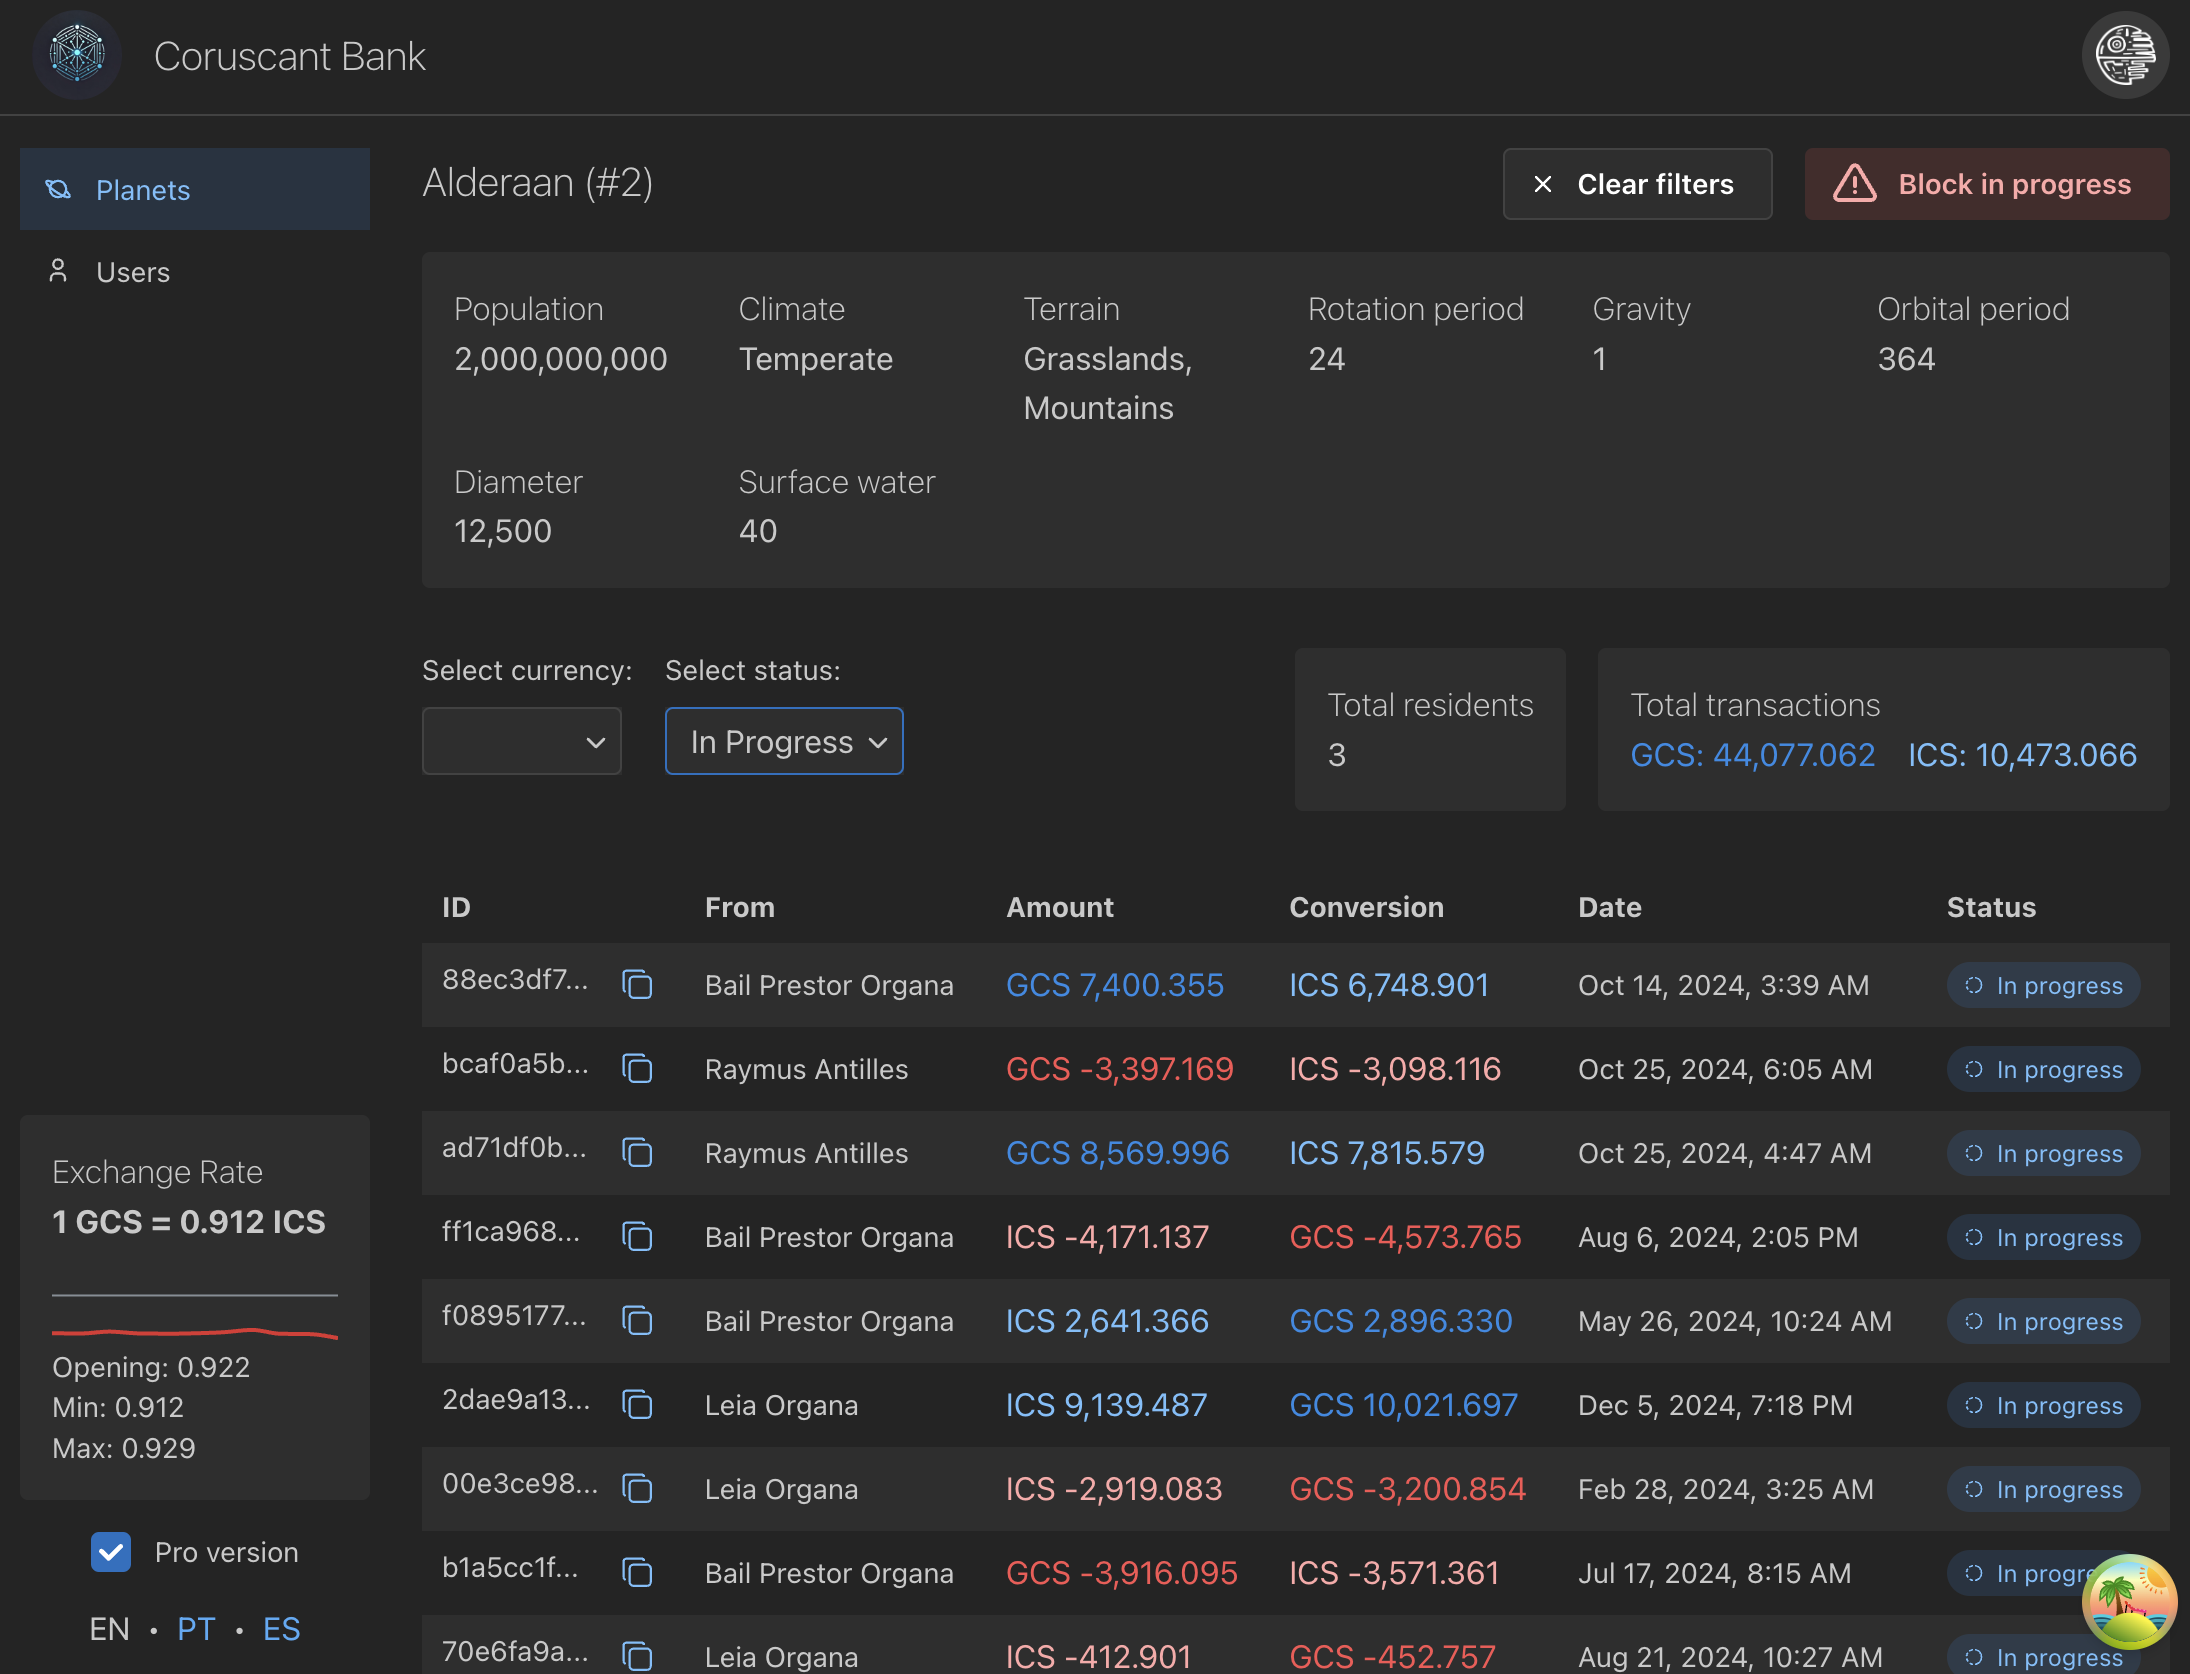 Coruscant Bank
Planets
Users
Alderaan (#2)
Clear filters
Block in progress
Population
2,000,000,000
Climate
Temperate
Terrain
Grasslands,
Mountains
Rotation period
24
Gravity
1
Orbital period
364
Diameter
12,500
Surface water
40
Select currency:
Select status:
In Progress
Total residents
3
Total transactions
GCS: 44,077.062 ICS: 10,473.066
ID From Amount Conversion Date Status
88ec3df7... Bail Prestor Organa GCS 7,400.355 ICS 6,748.901 Oct 14, 2024, 3:39 AM In progress
bcaf0a5b... Raymus Antilles GCS -3,397.169 ICS -3,098.116 Oct 25, 2024, 6:05 AM In progress
ad71df0b... Raymus Antilles GCS 8,569.996 ICS 7,815.579 Oct 25, 2024, 4:47 AM In progress
ff1ca968... Bail Prestor Organa ICS -4,171.137 GCS -4,573.765 Aug 6, 2024, 2:05 PM In progress
f0895177... Bail Prestor Organa ICS 2,641.366 GCS 2,896.330 May 26, 2024, 10:24 AM In progress
2dae9a13... Leia Organa ICS 9,139.487 GCS 10,021.697 Dec 5, 2024, 7:18 PM In progress
00e3ce98... Leia Organa ICS -2,919.083 GCS -3,200.854 Feb 28, 2024, 3:25 AM In progress
b1a5cc1f... Bail Prestor Organa GCS -3,916.095 ICS -3,571.361 Jul 17, 2024, 8:15 AM In progre
70e6fa9a... Leia Organa ICS -412.901 GCS -452.757 Aug 21, 2024, 10:27 AM In progress
Exchange Rate
1 GCS = 0.912 ICS
Opening: 0.922
Min: 0.912
Max: 0.929
Pro version
EN • PT • ES